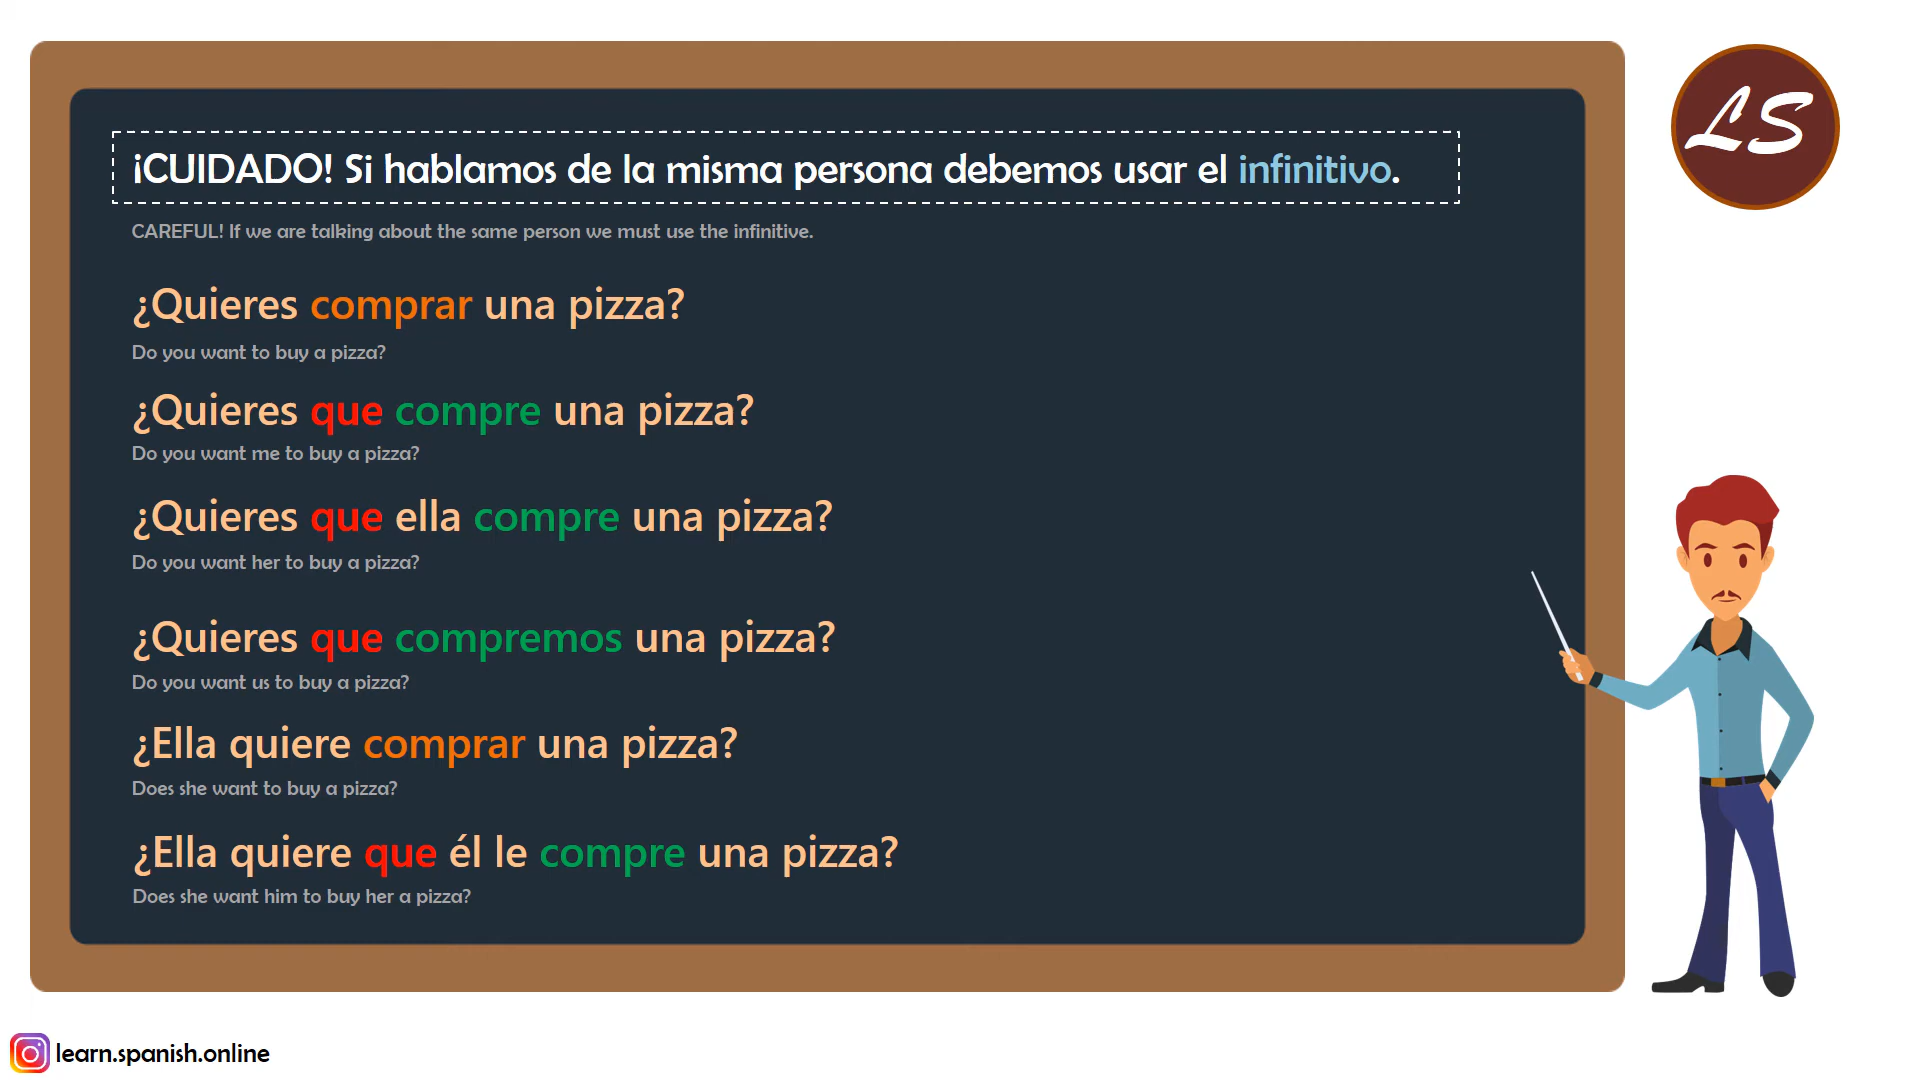 ¡CUIDADO! Si hablamos de la misma persona debemos usar el infinitivo.
LS
CAREFUL! If we are talking about the same person we must use the infinitive.
¿Quieres comprar una pizza?
Do you want to buy a pizza?
¿Quieres que compre una pizza?
Do you want me to buy a pizza?
¿Quieres que ella compre una pizza?
Do you want her to buy a pizza?
¿Quieres que compremos una pizza?
Do you want us to buy a pizza?
¿Ella quiere comprar una pizza?
Does she want to buy a pizza?
¿Ella quiere que él le compre una pizza?
Does she want him to buy her a pizza?
learn.spanish.online